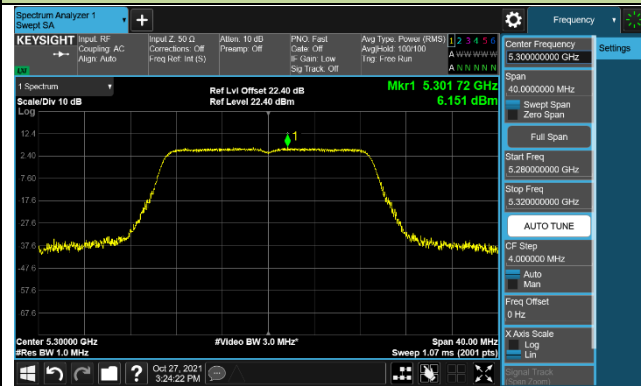 Spectrum Analyzer 1
Swept SA
+
Frequency
KEYSIGHT
Input: RF
Coupling: AC
Align: Auto
Input Z: 50 Ω
Corrections: Off
Freq Ref: Int (S)
Atten: 10 dB
Preamp: Off
PNO: Fast
Gate: Off
IF Gain: Low
Sig Track: Off
Avg Type: Power (RMS)
Avg|Hold: 100/100
Trig: Free Run
1 2 3 4 5 6
A W W W W W
A N N N N N
LXI
1 Spectrum
Scale/Div 10 dB
Log
Ref Lvl Offset 22.40 dB
Ref Level 22.40 dBm
Mkr1 5.301 72 GHz
6.151 dBm
12.4
2.40
-7.60
-17.6
-27.6
-37.6
-47.6
-57.6
-67.6
1
Center 5.30000 GHz
#Res BW 1.0 MHz
#Video BW 3.0 MHz*
Span 40.00 MHz
Sweep 1.07 ms (2001 pts)
?
Oct 27, 2021
3:24:22 PM
Center Frequency
5.300000000 GHz
Settings
Span
40.0000000 MHz
Swept Span
Zero Span
Full Span
Start Freq
5.280000000 GHz
Stop Freq
5.320000000 GHz
AUTO TUNE
CF Step
4.000000 MHz
Auto
Man
Freq Offset
0 Hz
X Axis Scale
Log
Lin
Signal Track
(Span Zoom)